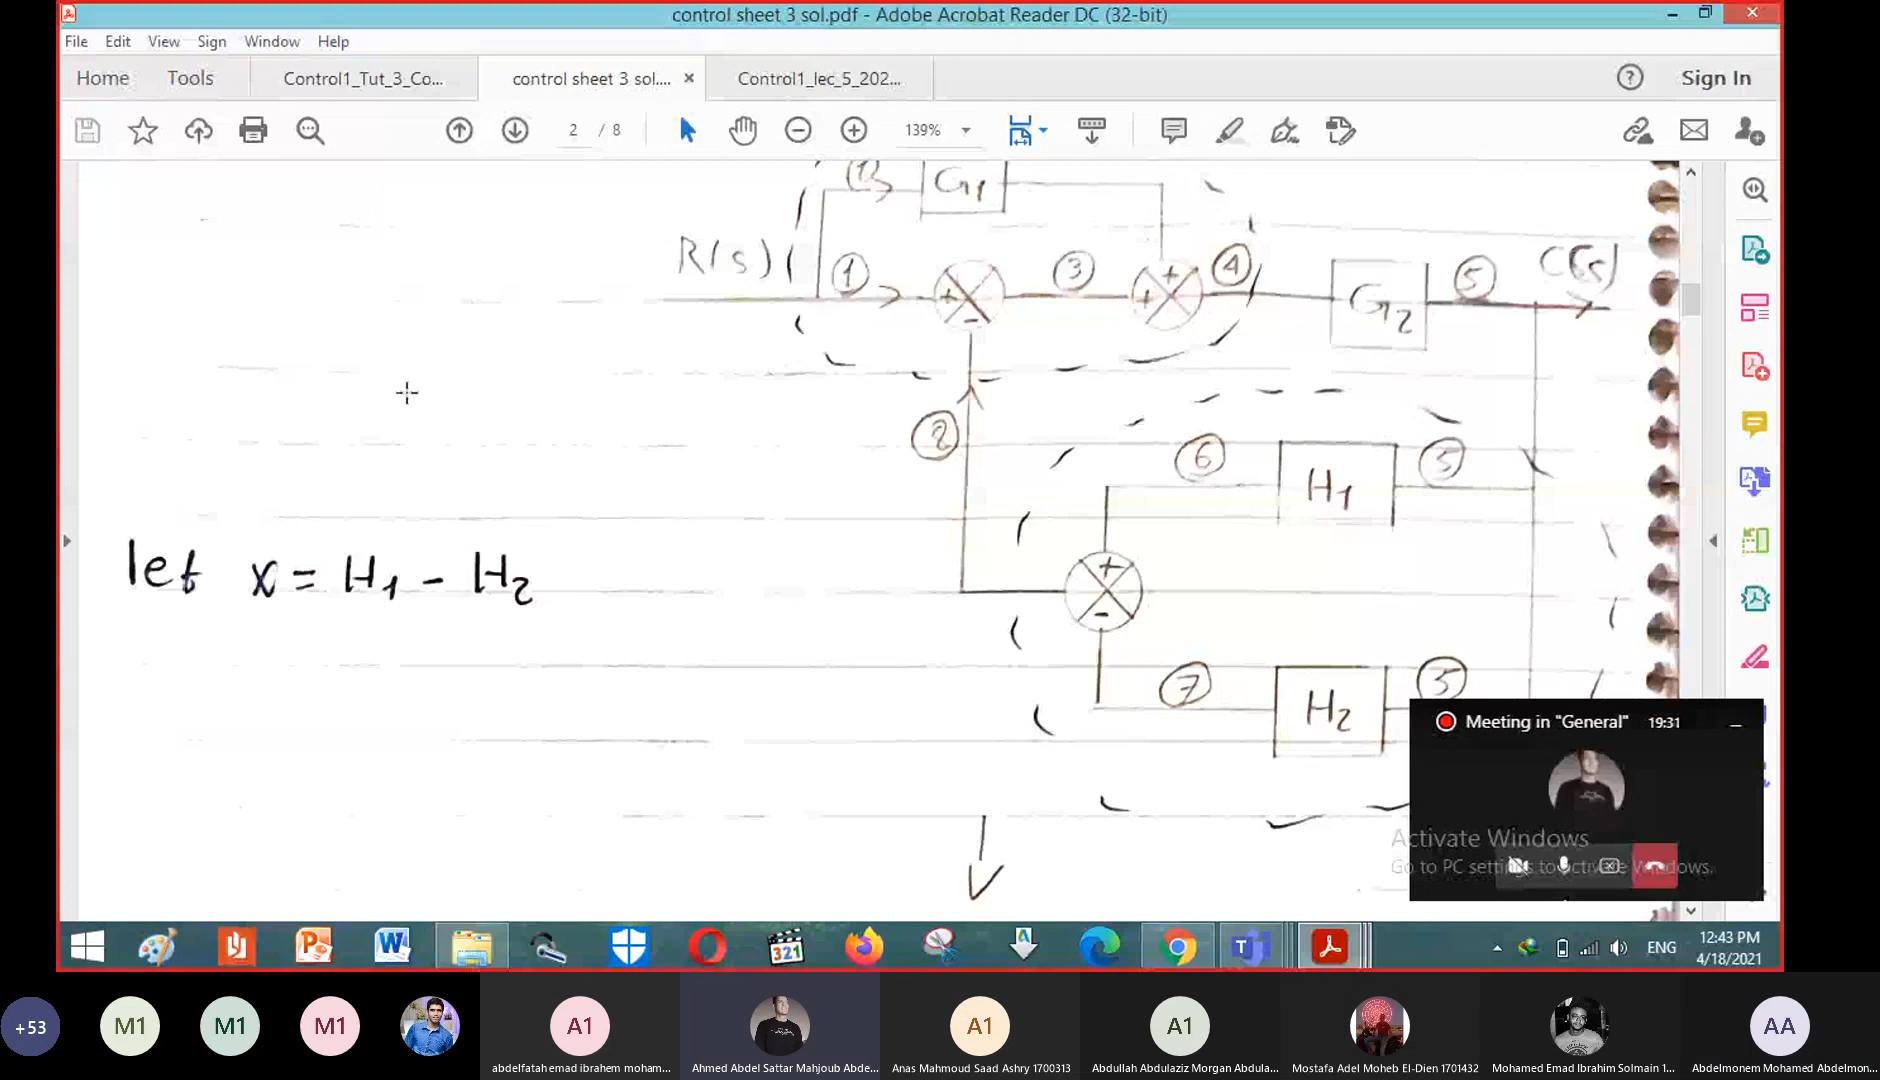 control sheet 3 sol.pdf - Adobe Acrobat Reader DC (32-bit)
File Edit View Sign Window Help
Home Tools Control1_Tut_3_Co... control sheet 3 sol.... × Control1_lec_5_202... ? Sign In
2 / 8 139%
1 G1
R(s) 1 + - 3 + + 4 G2 5 C(s)
2
6 H1 5
let x = H1 - H2
+
-
7 H2 5
Meeting in "General" 19:31
Activate Windows
Go to PC settings to activate Windows.
321
ENG
12:43 PM
4/18/2021
+53 M1 M1 M1 A1 A1 A1 AA
abdelfatah emad ibrahem moham...
Ahmed Abdel Sattar Mahjoub Abde...
Anas Mahmoud Saad Ashry 1700313
Abdullah Abdulaziz Morgan Abdula...
Mostafa Adel Moheb El-Dien 1701432
Mohamed Emad Ibrahim Solmain 1...
Abdelmonem Mohamed Abdelmon...